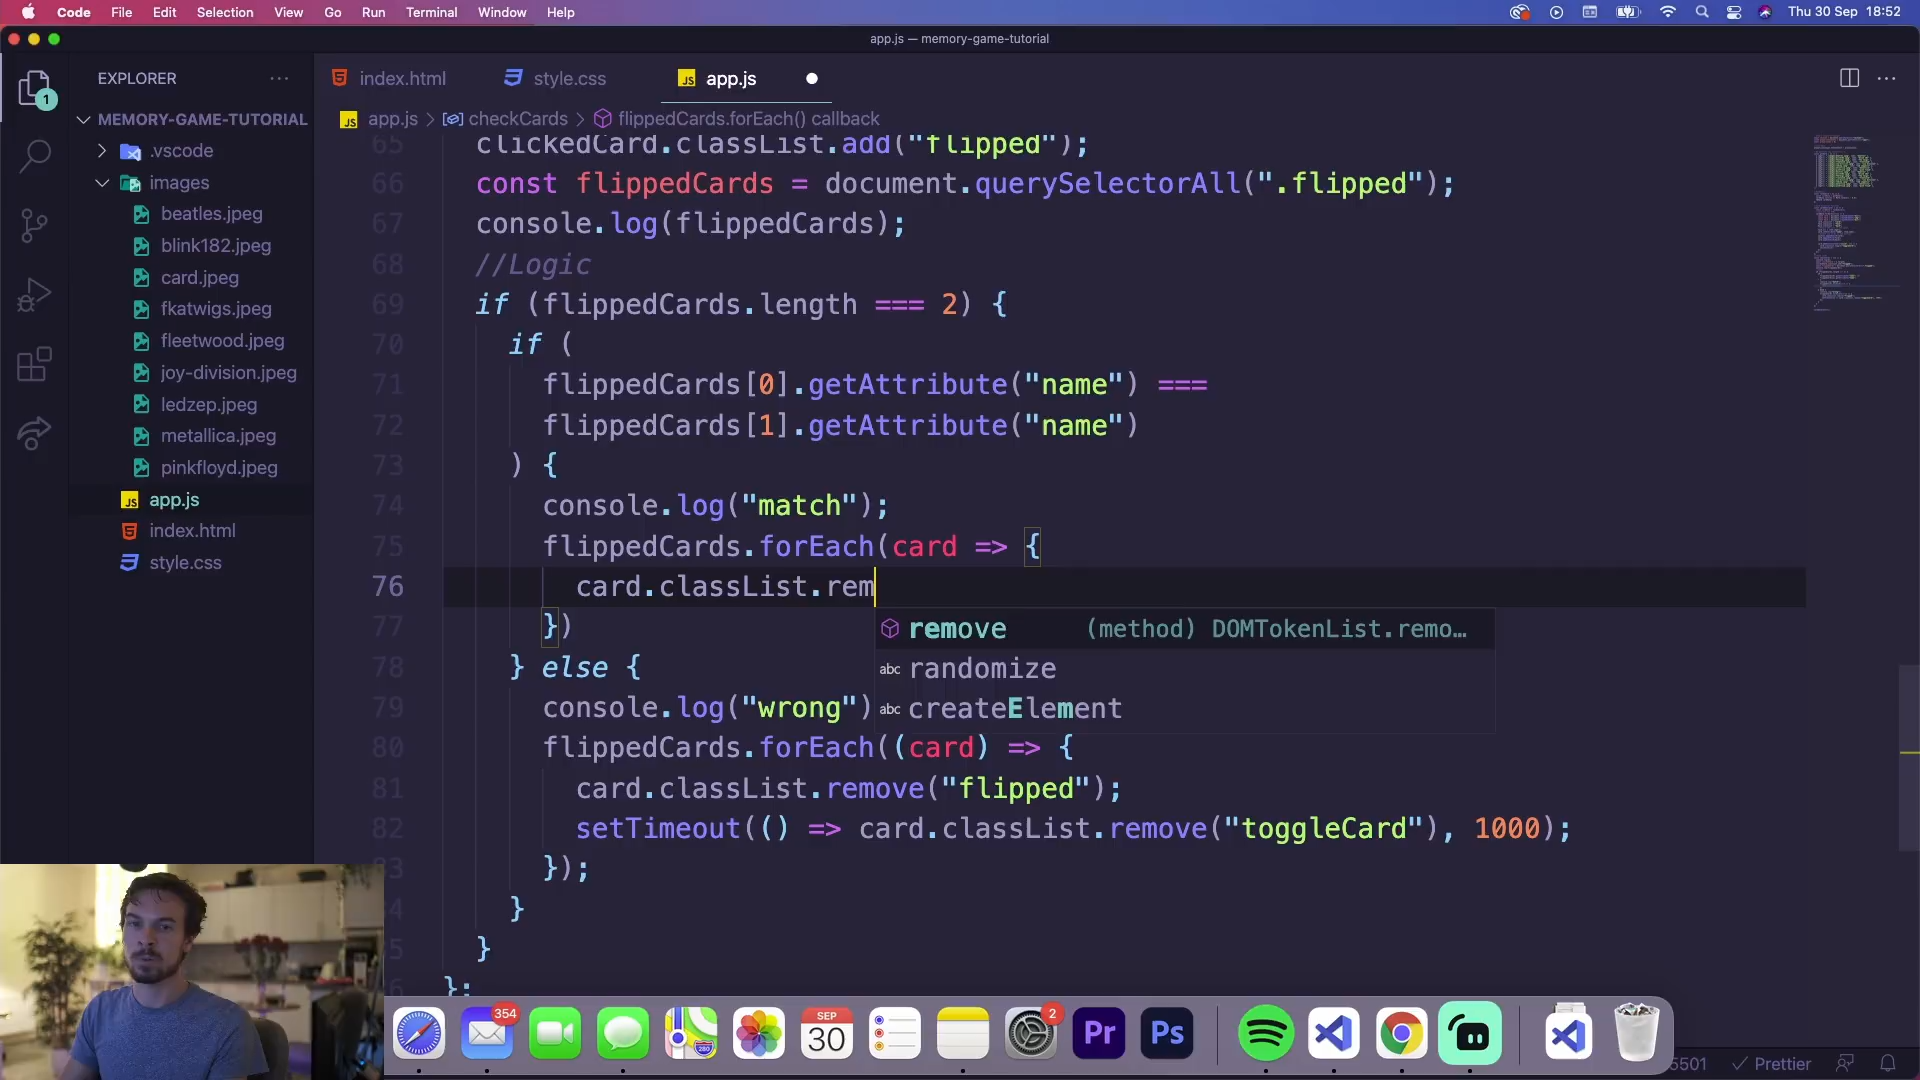 Code File Edit Selection View Go Run Terminal Window Help Thu 30 Sep 18:52
app.js — memory-game-tutorial
EXPLORER
index.html style.css app.js
1
app.js > checkCards > flippedCards.forEach() callback
MEMORY-GAME-TUTORIAL
.vscode
images
beatles.jpeg
blink182.jpeg
card.jpeg
fkatwigs.jpeg
fleetwood.jpeg
joy-division.jpeg
ledzep.jpeg
metallica.jpeg
pinkfloyd.jpeg
app.js
index.html
style.css
65 clickedCard.classList.add("flipped");
66 const flippedCards = document.querySelectorAll(".flipped");
67 console.log(flippedCards);
68 //Logic
69 if (flippedCards.length === 2) {
70 if (
71 flippedCards[0].getAttribute("name") ===
72 flippedCards[1].getAttribute("name")
73 ) {
74 console.log("match");
75 flippedCards.forEach(card => {
76 card.classList.rem
77 })
remove (method) DOMTokenList.remo…
78 } else {
randomize
79 console.log("wrong")
createElement
80 flippedCards.forEach((card) => {
81 card.classList.remove("flipped");
82 setTimeout(() => card.classList.remove("toggleCard"), 1000);
83 });
}
}
};
354
SEP
30
280
2
Pr
Ps
5501 Prettier